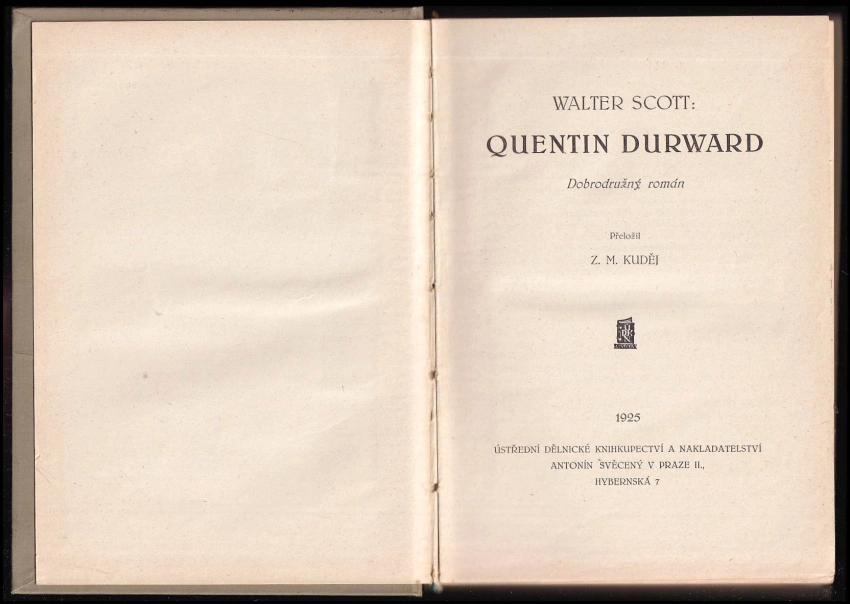 WALTER SCOTT:
QUENTIN DURWARD
Dobrodružný román
Přeložil
Z. M. KUDĚJ
1925
ÚSTŘEDNÍ DĚLNICKÉ KNIHKUPECTVÍ A NAKLADATELSTVÍ
ANTONÍN SVĚCENÝ V PRAZE II.,
HYBERNSKÁ 7